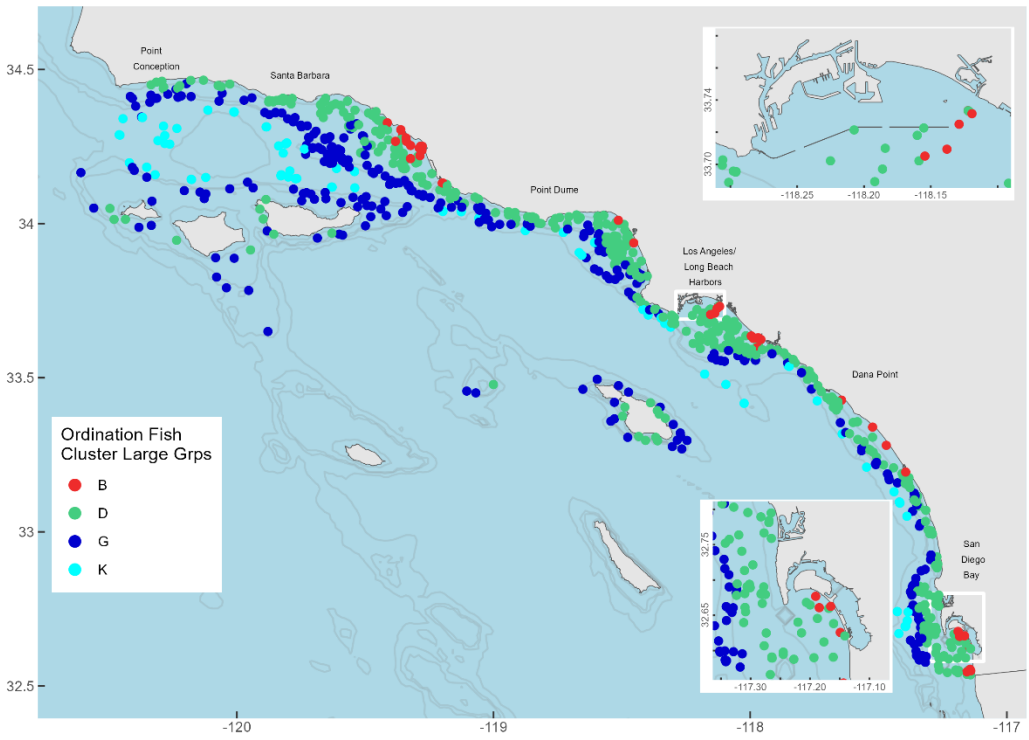 34.5
34
33.5
33
32.5
-120
-119
-118
-117
Point
Conception
Santa Barbara
Point Dume
Los Angeles/
Long Beach
Harbors
Dana Point
San
Diego
Bay
Ordination Fish
Cluster Large Grps
B
D
G
K
33.74
33.70
-118.25
-118.20
-118.15
32.75
32.65
-117.30
-117.20
-117.10